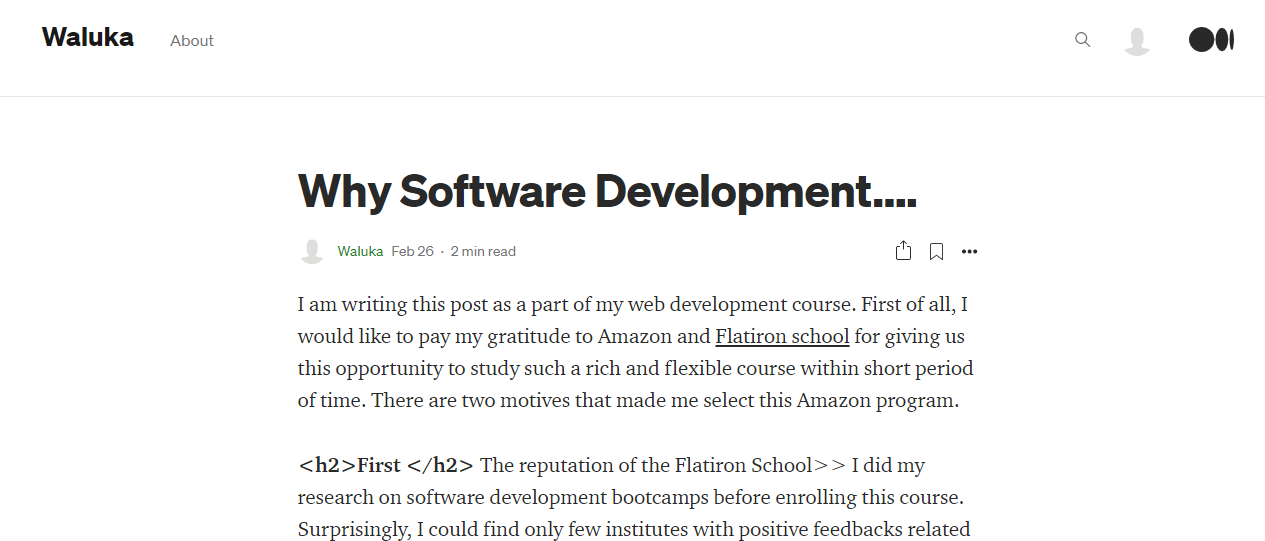 Waluka About
Why Software Development....
Waluka Feb 26 · 2 min read
I am writing this post as a part of my web development course. First of all, I
would like to pay my gratitude to Amazon and Flatiron school for giving us
this opportunity to study such a rich and flexible course within short period
of time. There are two motives that made me select this Amazon program.
<h2>First </h2> The reputation of the Flatiron School>> I did my
research on software development bootcamps before enrolling this course.
Surprisingly, I could find only few institutes with positive feedbacks related